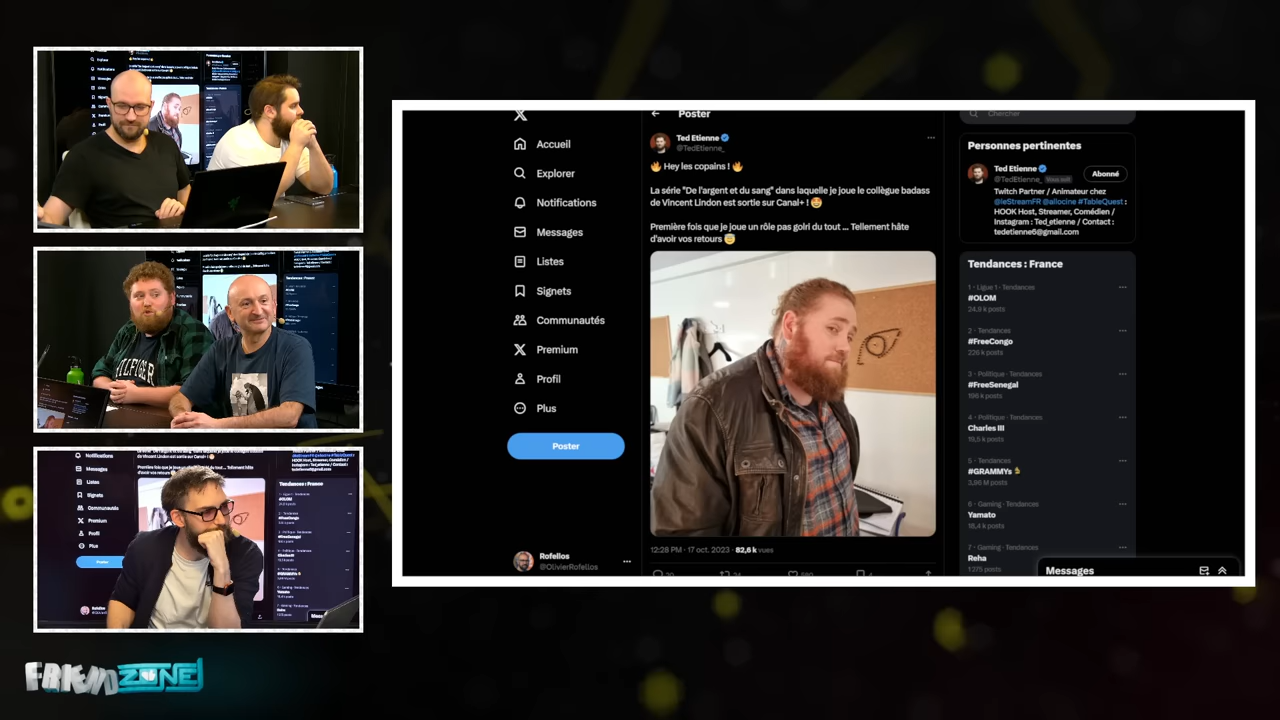 Poster
Chercher
Accueil
Explorer
Notifications
Messages
Listes
Signets
Communautés
Premium
Profil
Plus
Poster
Rofellos
@OlivierRofellos
Ted Etienne
@TedEtienne_
🔥 Hey les copains ! 🔥
La série "De l'argent et du sang" dans laquelle je joue le collègue badass
de Vincent Lindon est sortie sur Canal+ ! 🤩
Première fois que je joue un rôle pas golri du tout ... Tellement hâte
d'avoir vos retours 😇
12:28 PM · 17 oct. 2023 · 82,6 k vues
Personnes pertinentes
Ted Etienne
@TedEtienne_ Vous suit
Abonné
Twitch Partner / Animateur chez
@leStreamFR @allocine #TableQuest :
HOOK Host, Streamer, Comédien /
Instagram : Ted_etienne / Contact :
tedetienne6@gmail.com
Tendances : France
1 · Ligue 1 · Tendances
#OLOM
24,9 k posts
2 · Tendances
#FreeCongo
226 k posts
3 · Politique · Tendances
#FreeSenegal
196 k posts
4 · Politique · Tendances
Charles III
19,5 k posts
5 · Tendances
#GRAMMYs
3,86 M posts
6 · Gaming · Tendances
Yamato
18,4 k posts
7 · Gaming · Tendances
Reha
1 275 posts
Messages
FRIENDZONE